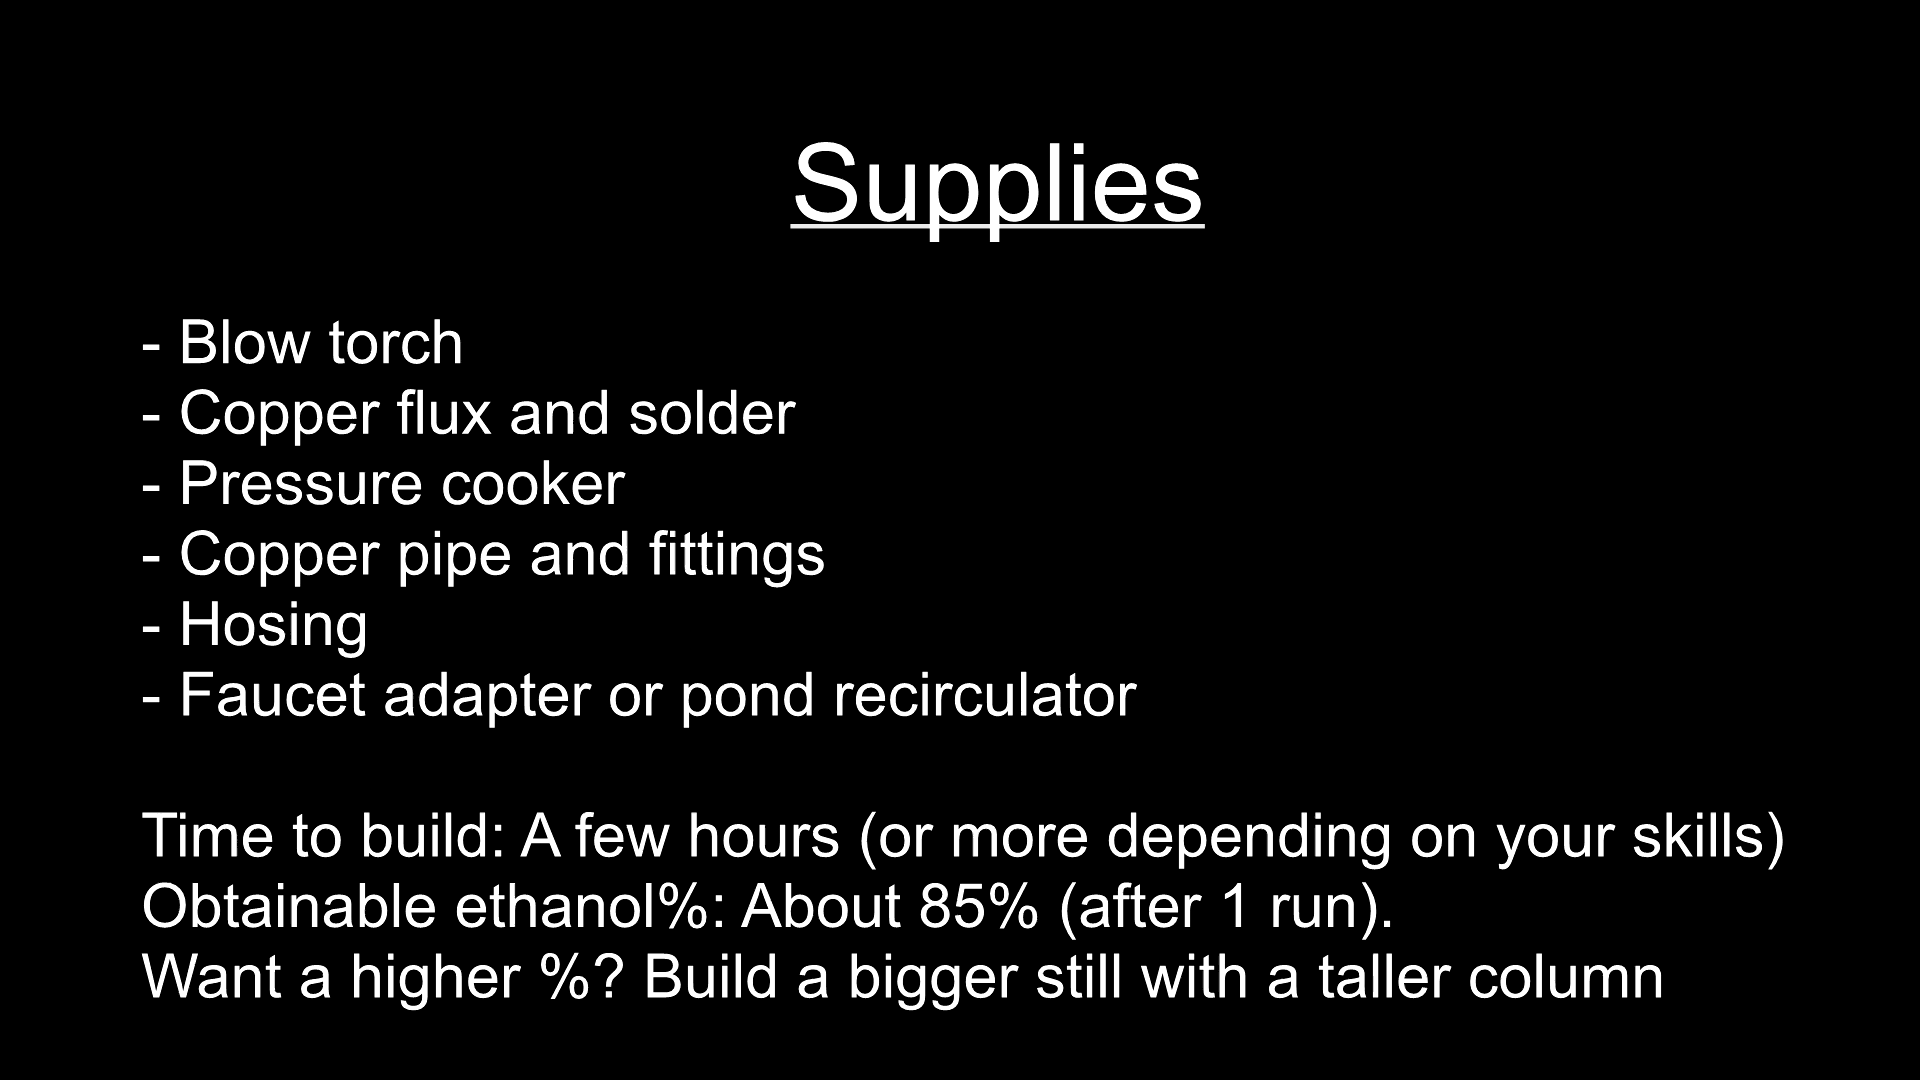 Supplies
- Blow torch
- Copper flux and solder
- Pressure cooker
- Copper pipe and fittings
- Hosing
- Faucet adapter or pond recirculator
Time to build: A few hours (or more depending on your skills)
Obtainable ethanol%: About 85% (after 1 run).
Want a higher %? Build a bigger still with a taller column